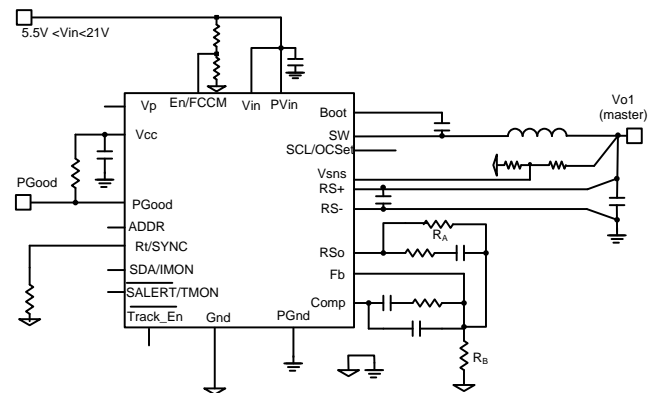 5.5V <Vin<21V
Vp
En/FCCM
Vin
PVin
Boot
Vo1
(master)
Vcc
SW
SCL/OCSet
Vsns
RS+
PGood
PGood
RS-
ADDR
RA
Rt/SYNC
RSo
SDA/IMON
Fb
SALERT/TMON
Comp
Track_En
Gnd
PGnd
RB